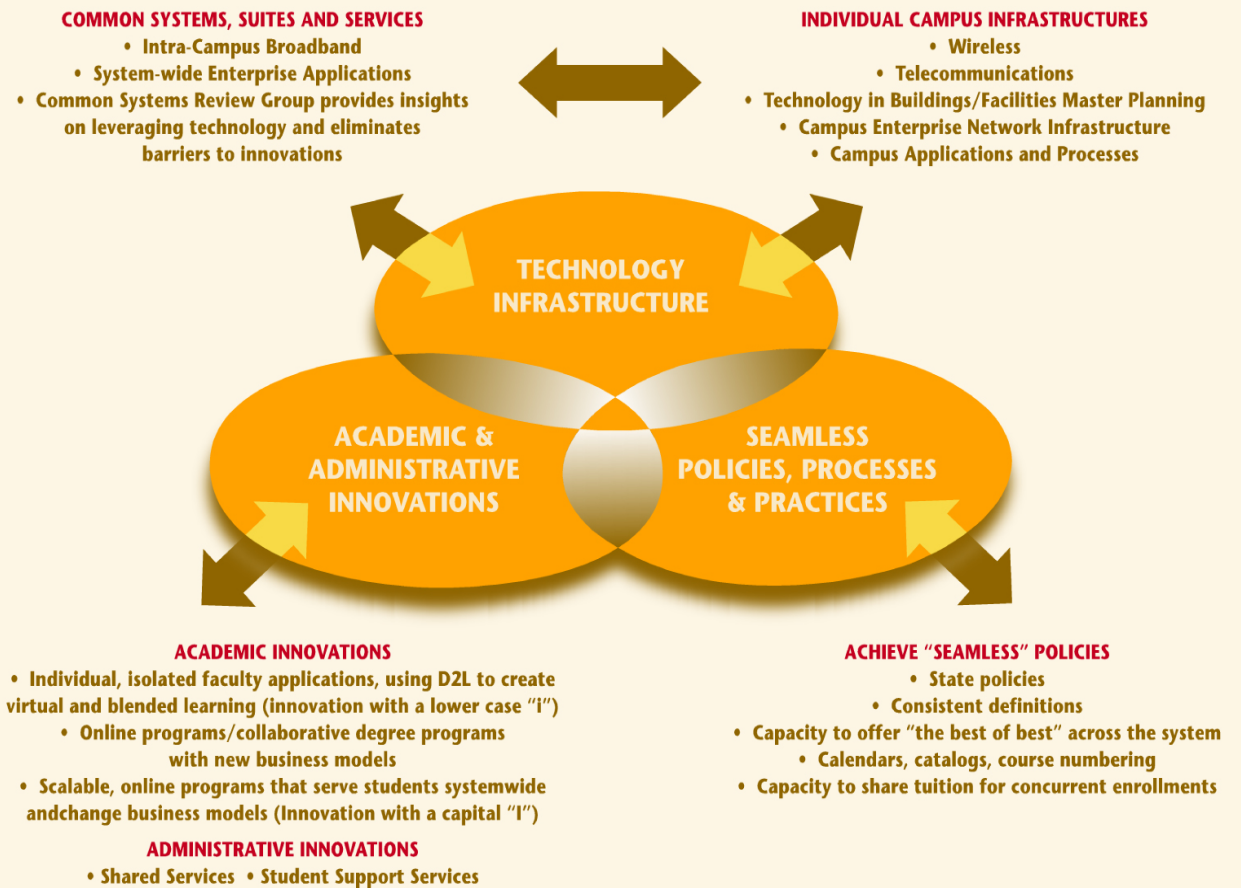 COMMON SYSTEMS, SUITES AND SERVICES
• Intra-Campus Broadband
• System-wide Enterprise Applications
• Common Systems Review Group provides insights
on leveraging technology and eliminates
barriers to innovations
INDIVIDUAL CAMPUS INFRASTRUCTURES
• Wireless
• Telecommunications
• Technology in Buildings/Facilities Master Planning
• Campus Enterprise Network Infrastructure
• Campus Applications and Processes
TECHNOLOGY
INFRASTRUCTURE
ACADEMIC &
ADMINISTRATIVE
INNOVATIONS
SEAMLESS
POLICIES, PROCESSES
& PRACTICES
ACADEMIC INNOVATIONS
• Individual, isolated faculty applications, using D2L to create
virtual and blended learning (innovation with a lower case “i”)
• Online programs/collaborative degree programs
with new business models
• Scalable, online programs that serve students systemwide
andchange business models (Innovation with a capital “I”)
ADMINISTRATIVE INNOVATIONS
• Shared Services • Student Support Services
ACHIEVE “SEAMLESS” POLICIES
• State policies
• Consistent definitions
• Capacity to offer “the best of best” across the system
• Calendars, catalogs, course numbering
• Capacity to share tuition for concurrent enrollments